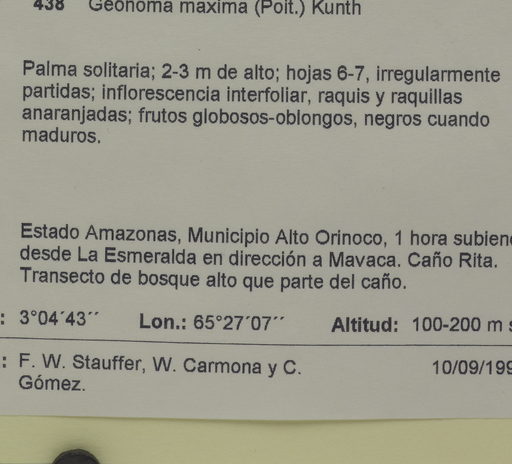 438 Geonoma maxima (Poit.) Kunth
Palma solitaria; 2-3 m de alto; hojas 6-7, irregularmente
partidas; inflorescencia interfoliar, raquis y raquillas
anaranjadas; frutos globosos-oblongos, negros cuando
maduros.
Estado Amazonas, Municipio Alto Orinoco, 1 hora subien
desde La Esmeralda en dirección a Mavaca. Caño Rita.
Transecto de bosque alto que parte del caño.
: 3°04´43´´ Lon.: 65°27´07´´ Altitud: 100-200 m s
: F. W. Stauffer, W. Carmona y C. 10/09/199
Gómez.